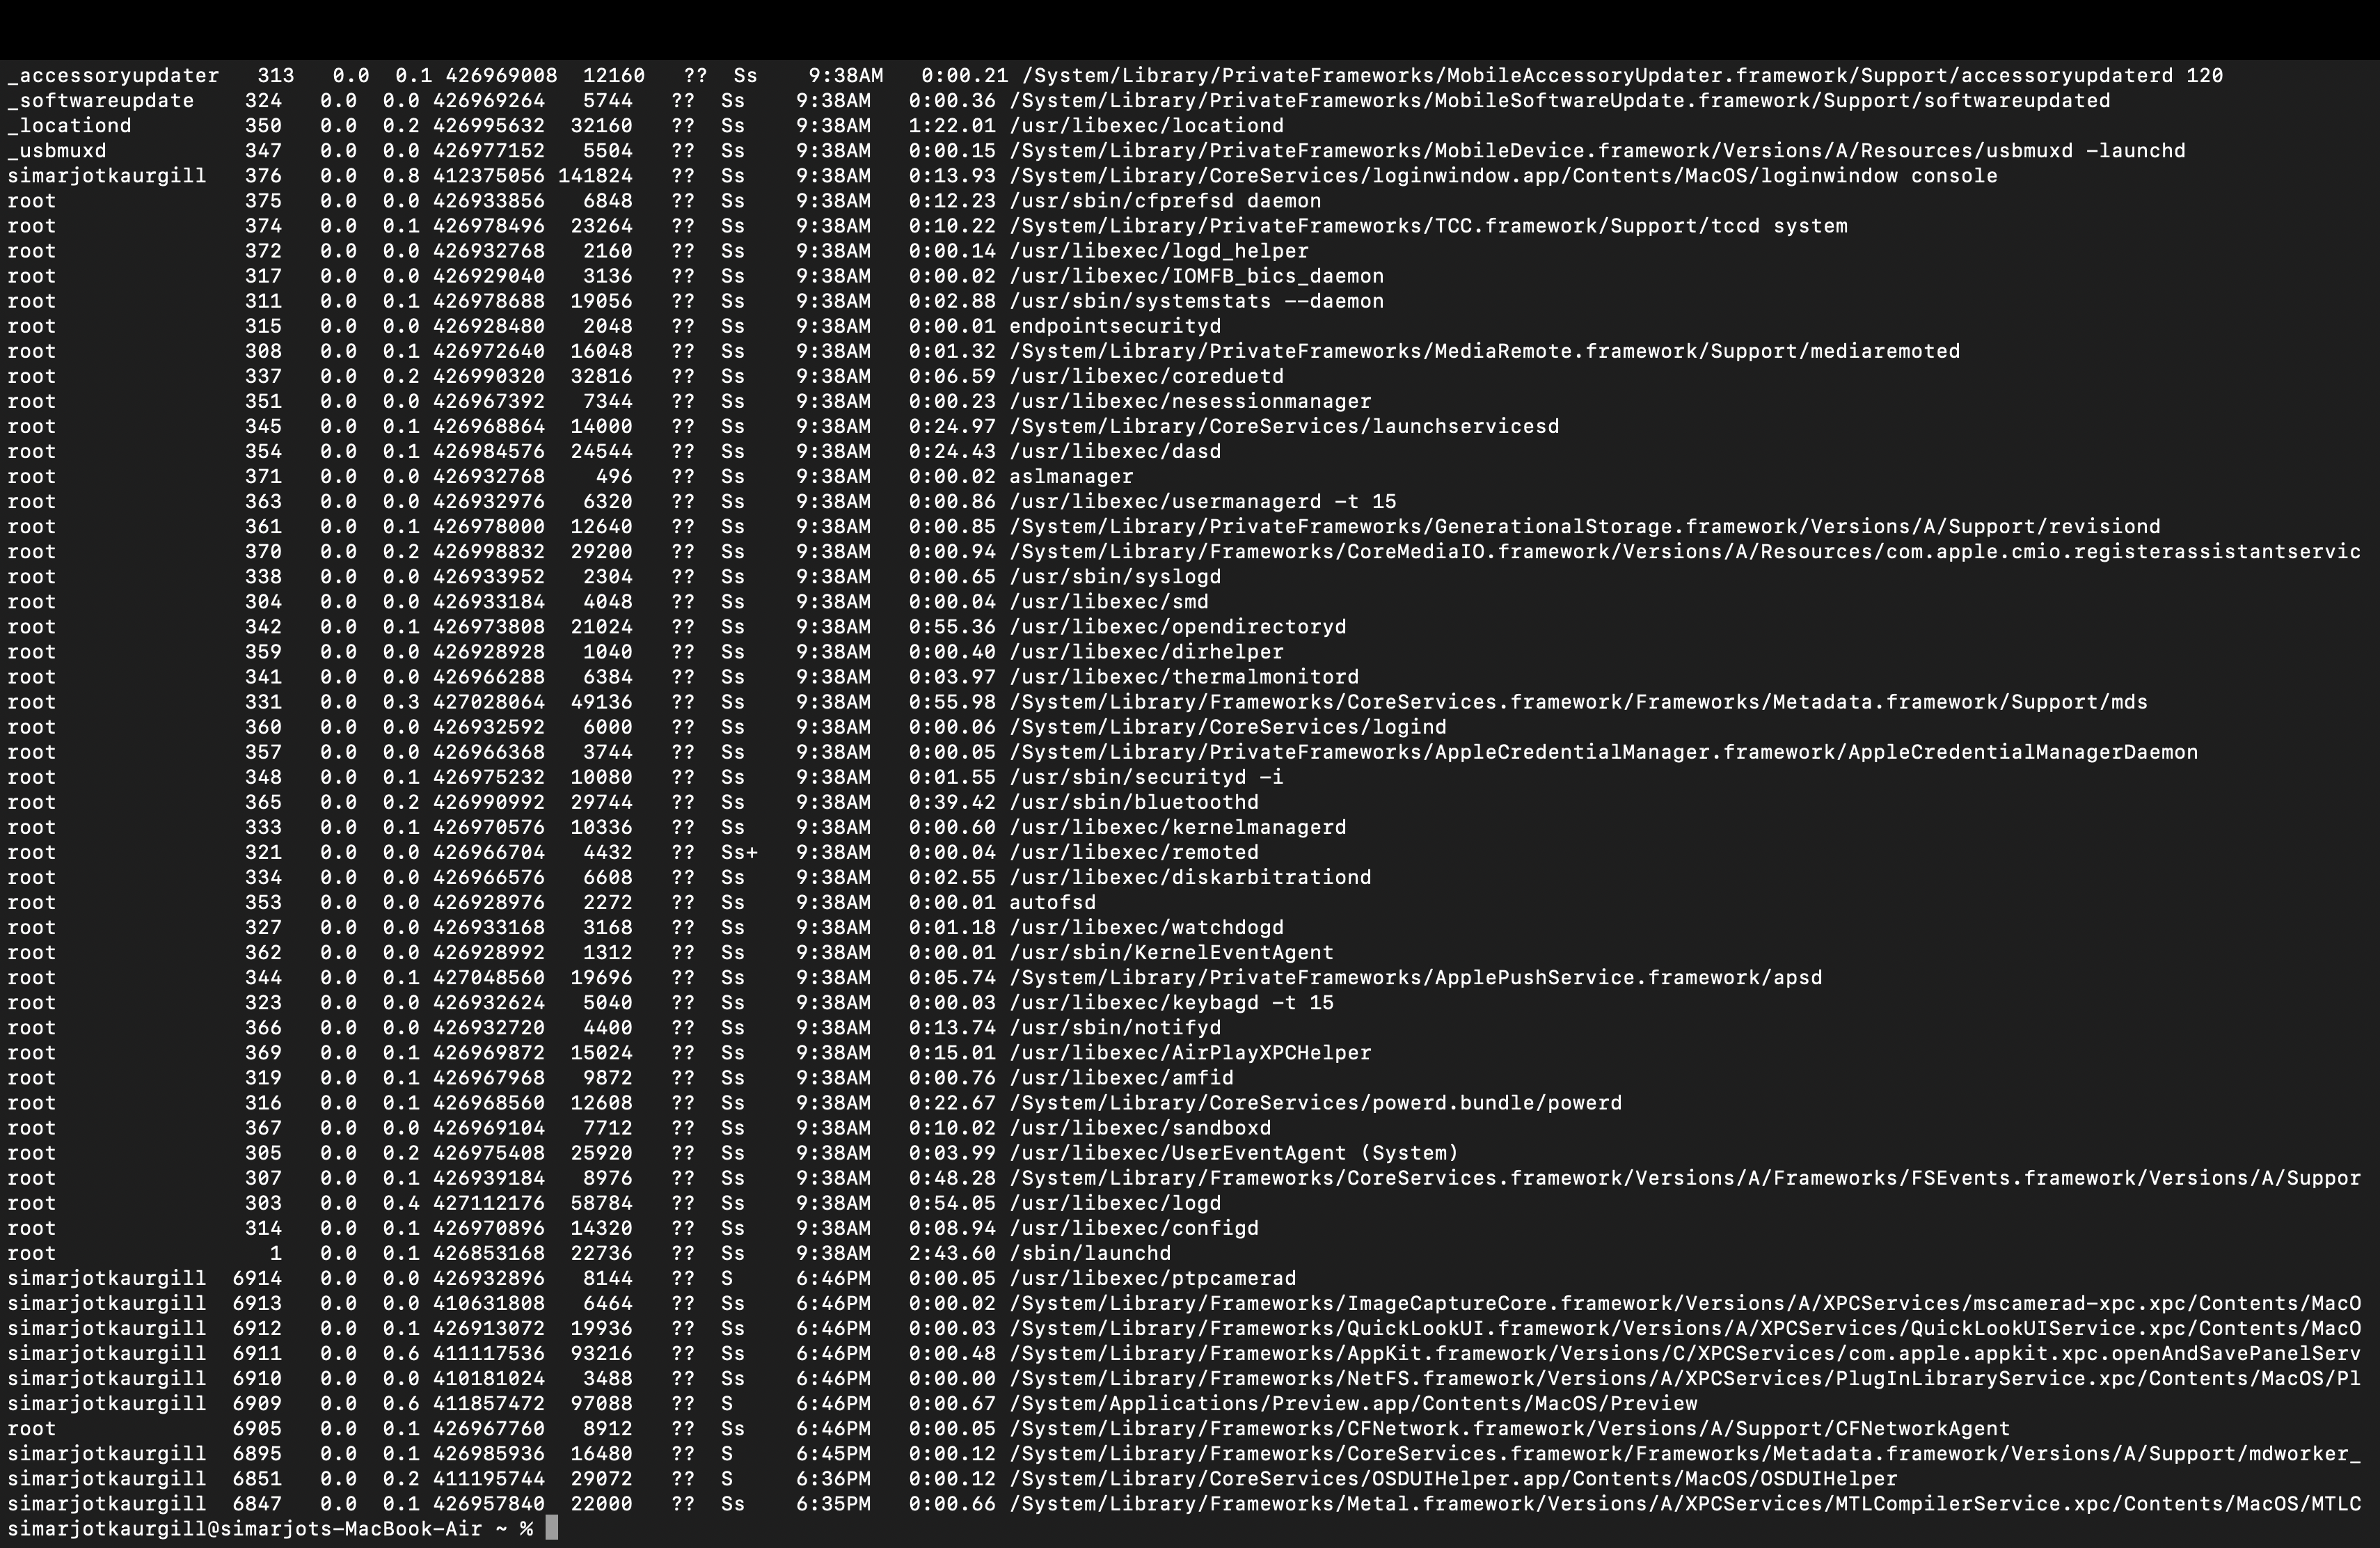 _accessoryupdater   313   0.0  0.1 426969008  12160   ??  Ss    9:38AM   0:00.21 /System/Library/PrivateFrameworks/MobileAccessoryUpdater.framework/Support/accessoryupdaterd 120
_softwareupdate    324   0.0  0.0 426969264   5744   ??  Ss    9:38AM   0:00.36 /System/Library/PrivateFrameworks/MobileSoftwareUpdate.framework/Support/softwareupdated
_locationd         350   0.0  0.2 426995632  32160   ??  Ss    9:38AM   1:22.01 /usr/libexec/locationd
_usbmuxd           347   0.0  0.0 426977152   5504   ??  Ss    9:38AM   0:00.15 /System/Library/PrivateFrameworks/MobileDevice.framework/Versions/A/Resources/usbmuxd -launchd
simarjotkaurgill   376   0.0  0.8 412375056 141824   ??  Ss    9:38AM   0:13.93 /System/Library/CoreServices/loginwindow.app/Contents/MacOS/loginwindow console
root               375   0.0  0.0 426933856   6848   ??  Ss    9:38AM   0:12.23 /usr/sbin/cfprefsd daemon
root               374   0.0  0.1 426978496  23264   ??  Ss    9:38AM   0:10.22 /System/Library/PrivateFrameworks/TCC.framework/Support/tccd system
root               372   0.0  0.0 426932768   2160   ??  Ss    9:38AM   0:00.14 /usr/libexec/logd_helper
root               317   0.0  0.0 426929040   3136   ??  Ss    9:38AM   0:00.02 /usr/libexec/IOMFB_bics_daemon
root               311   0.0  0.1 426978688  19056   ??  Ss    9:38AM   0:02.88 /usr/sbin/systemstats --daemon
root               315   0.0  0.0 426928480   2048   ??  Ss    9:38AM   0:00.01 endpointsecurityd
root               308   0.0  0.1 426972640  16048   ??  Ss    9:38AM   0:01.32 /System/Library/PrivateFrameworks/MediaRemote.framework/Support/mediaremoted
root               337   0.0  0.2 426990320  32816   ??  Ss    9:38AM   0:06.59 /usr/libexec/coreduetd
root               351   0.0  0.0 426967392   7344   ??  Ss    9:38AM   0:00.23 /usr/libexec/nesessionmanager
root               345   0.0  0.1 426968864  14000   ??  Ss    9:38AM   0:24.97 /System/Library/CoreServices/launchservicesd
root               354   0.0  0.1 426984576  24544   ??  Ss    9:38AM   0:24.43 /usr/libexec/dasd
root               371   0.0  0.0 426932768    496   ??  Ss    9:38AM   0:00.02 aslmanager
root               363   0.0  0.0 426932976   6320   ??  Ss    9:38AM   0:00.86 /usr/libexec/usermanagerd -t 15
root               361   0.0  0.1 426978000  12640   ??  Ss    9:38AM   0:00.85 /System/Library/PrivateFrameworks/GenerationalStorage.framework/Versions/A/Support/revisiond
root               370   0.0  0.2 426998832  29200   ??  Ss    9:38AM   0:00.94 /System/Library/Frameworks/CoreMediaIO.framework/Versions/A/Resources/com.apple.cmio.registerassistantservic
root               338   0.0  0.0 426933952   2304   ??  Ss    9:38AM   0:00.65 /usr/sbin/syslogd
root               304   0.0  0.0 426933184   4048   ??  Ss    9:38AM   0:00.04 /usr/libexec/smd
root               342   0.0  0.1 426973808  21024   ??  Ss    9:38AM   0:55.36 /usr/libexec/opendirectoryd
root               359   0.0  0.0 426928928   1040   ??  Ss    9:38AM   0:00.40 /usr/libexec/dirhelper
root               341   0.0  0.0 426966288   6384   ??  Ss    9:38AM   0:03.97 /usr/libexec/thermalmonitord
root               331   0.0  0.3 427028064  49136   ??  Ss    9:38AM   0:55.98 /System/Library/Frameworks/CoreServices.framework/Frameworks/Metadata.framework/Support/mds
root               360   0.0  0.0 426932592   6000   ??  Ss    9:38AM   0:00.06 /System/Library/CoreServices/logind
root               357   0.0  0.0 426966368   3744   ??  Ss    9:38AM   0:00.05 /System/Library/PrivateFrameworks/AppleCredentialManager.framework/AppleCredentialManagerDaemon
root               348   0.0  0.1 426975232  10080   ??  Ss    9:38AM   0:01.55 /usr/sbin/securityd -i
root               365   0.0  0.2 426990992  29744   ??  Ss    9:38AM   0:39.42 /usr/sbin/bluetoothd
root               333   0.0  0.1 426970576  10336   ??  Ss    9:38AM   0:00.60 /usr/libexec/kernelmanagerd
root               321   0.0  0.0 426966704   4432   ??  Ss+   9:38AM   0:00.04 /usr/libexec/remoted
root               334   0.0  0.0 426966576   6608   ??  Ss    9:38AM   0:02.55 /usr/libexec/diskarbitrationd
root               353   0.0  0.0 426928976   2272   ??  Ss    9:38AM   0:00.01 autofsd
root               327   0.0  0.0 426933168   3168   ??  Ss    9:38AM   0:01.18 /usr/libexec/watchdogd
root               362   0.0  0.0 426928992   1312   ??  Ss    9:38AM   0:00.01 /usr/sbin/KernelEventAgent
root               344   0.0  0.1 427048560  19696   ??  Ss    9:38AM   0:05.74 /System/Library/PrivateFrameworks/ApplePushService.framework/apsd
root               323   0.0  0.0 426932624   5040   ??  Ss    9:38AM   0:00.03 /usr/libexec/keybagd -t 15
root               366   0.0  0.0 426932720   4400   ??  Ss    9:38AM   0:13.74 /usr/sbin/notifyd
root               369   0.0  0.1 426969872  15024   ??  Ss    9:38AM   0:15.01 /usr/libexec/AirPlayXPCHelper
root               319   0.0  0.1 426967968   9872   ??  Ss    9:38AM   0:00.76 /usr/libexec/amfid
root               316   0.0  0.1 426968560  12608   ??  Ss    9:38AM   0:22.67 /System/Library/CoreServices/powerd.bundle/powerd
root               367   0.0  0.0 426969104   7712   ??  Ss    9:38AM   0:10.02 /usr/libexec/sandboxd
root               305   0.0  0.2 426975408  25920   ??  Ss    9:38AM   0:03.99 /usr/libexec/UserEventAgent (System)
root               307   0.0  0.1 426939184   8976   ??  Ss    9:38AM   0:48.28 /System/Library/Frameworks/CoreServices.framework/Versions/A/Frameworks/FSEvents.framework/Versions/A/Suppor
root               303   0.0  0.4 427112176  58784   ??  Ss    9:38AM   0:54.05 /usr/libexec/logd
root               314   0.0  0.1 426970896  14320   ??  Ss    9:38AM   0:08.94 /usr/libexec/configd
root                 1   0.0  0.1 426853168  22736   ??  Ss    9:38AM   2:43.60 /sbin/launchd
simarjotkaurgill  6914   0.0  0.0 426932896   8144   ??  S     6:46PM   0:00.05 /usr/libexec/ptpcamerad
simarjotkaurgill  6913   0.0  0.0 410631808   6464   ??  Ss    6:46PM   0:00.02 /System/Library/Frameworks/ImageCaptureCore.framework/Versions/A/XPCServices/mscamerad-xpc.xpc/Contents/MacO
simarjotkaurgill  6912   0.0  0.1 426913072  19936   ??  Ss    6:46PM   0:00.03 /System/Library/Frameworks/QuickLookUI.framework/Versions/A/XPCServices/QuickLookUIService.xpc/Contents/MacO
simarjotkaurgill  6911   0.0  0.6 411117536  93216   ??  Ss    6:46PM   0:00.48 /System/Library/Frameworks/AppKit.framework/Versions/C/XPCServices/com.apple.appkit.xpc.openAndSavePanelServ
simarjotkaurgill  6910   0.0  0.0 410181024   3488   ??  Ss    6:46PM   0:00.00 /System/Library/Frameworks/NetFS.framework/Versions/A/XPCServices/PlugInLibraryService.xpc/Contents/MacOS/Pl
simarjotkaurgill  6909   0.0  0.6 411857472  97088   ??  S     6:46PM   0:00.67 /System/Applications/Preview.app/Contents/MacOS/Preview
root              6905   0.0  0.1 426967760   8912   ??  Ss    6:46PM   0:00.05 /System/Library/Frameworks/CFNetwork.framework/Versions/A/Support/CFNetworkAgent
simarjotkaurgill  6895   0.0  0.1 426985936  16480   ??  S     6:45PM   0:00.12 /System/Library/Frameworks/CoreServices.framework/Frameworks/Metadata.framework/Versions/A/Support/mdworker_
simarjotkaurgill  6851   0.0  0.2 411195744  29072   ??  S     6:36PM   0:00.12 /System/Library/CoreServices/OSDUIHelper.app/Contents/MacOS/OSDUIHelper
simarjotkaurgill  6847   0.0  0.1 426957840  22000   ??  Ss    6:35PM   0:00.66 /System/Library/Frameworks/Metal.framework/Versions/A/XPCServices/MTLCompilerService.xpc/Contents/MacOS/MTLC
simarjotkaurgill@simarjots-MacBook-Air ~ %